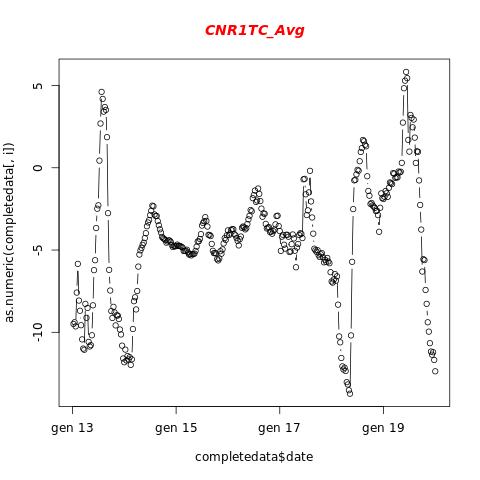 CNR1TC_Avg
as.numeric(completedata[, i])
5
0
-5
-10
gen 13
gen 15
gen 17
gen 19
completedata$date